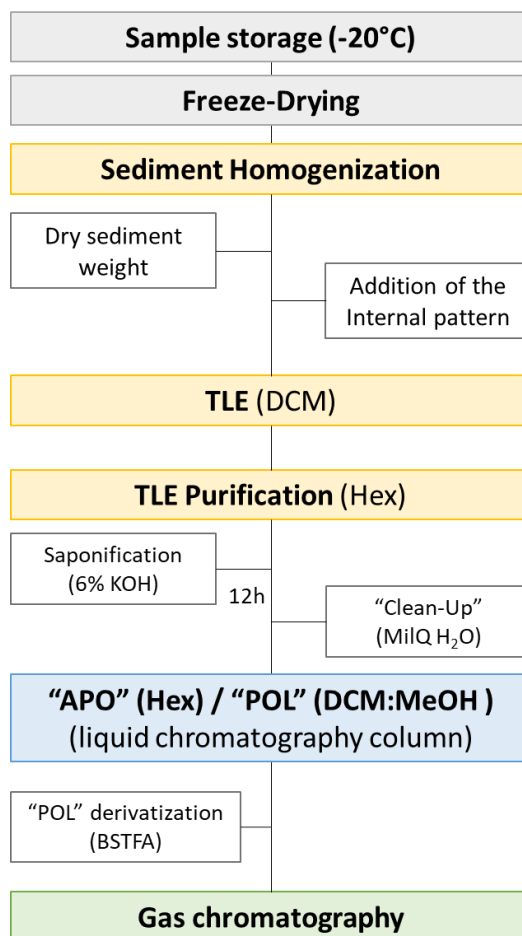 Sample storage (-20°C)
Freeze-Drying
Sediment Homogenization
Dry sediment
weight
Addition of the
Internal pattern
TLE (DCM)
TLE Purification (Hex)
Saponification
(6% KOH)
12h
“Clean-Up”
(MilQ H₂O)
“APO” (Hex) / “POL” (DCM:MeOH )
(liquid chromatography column)
“POL” derivatization
(BSTFA)
Gas chromatography